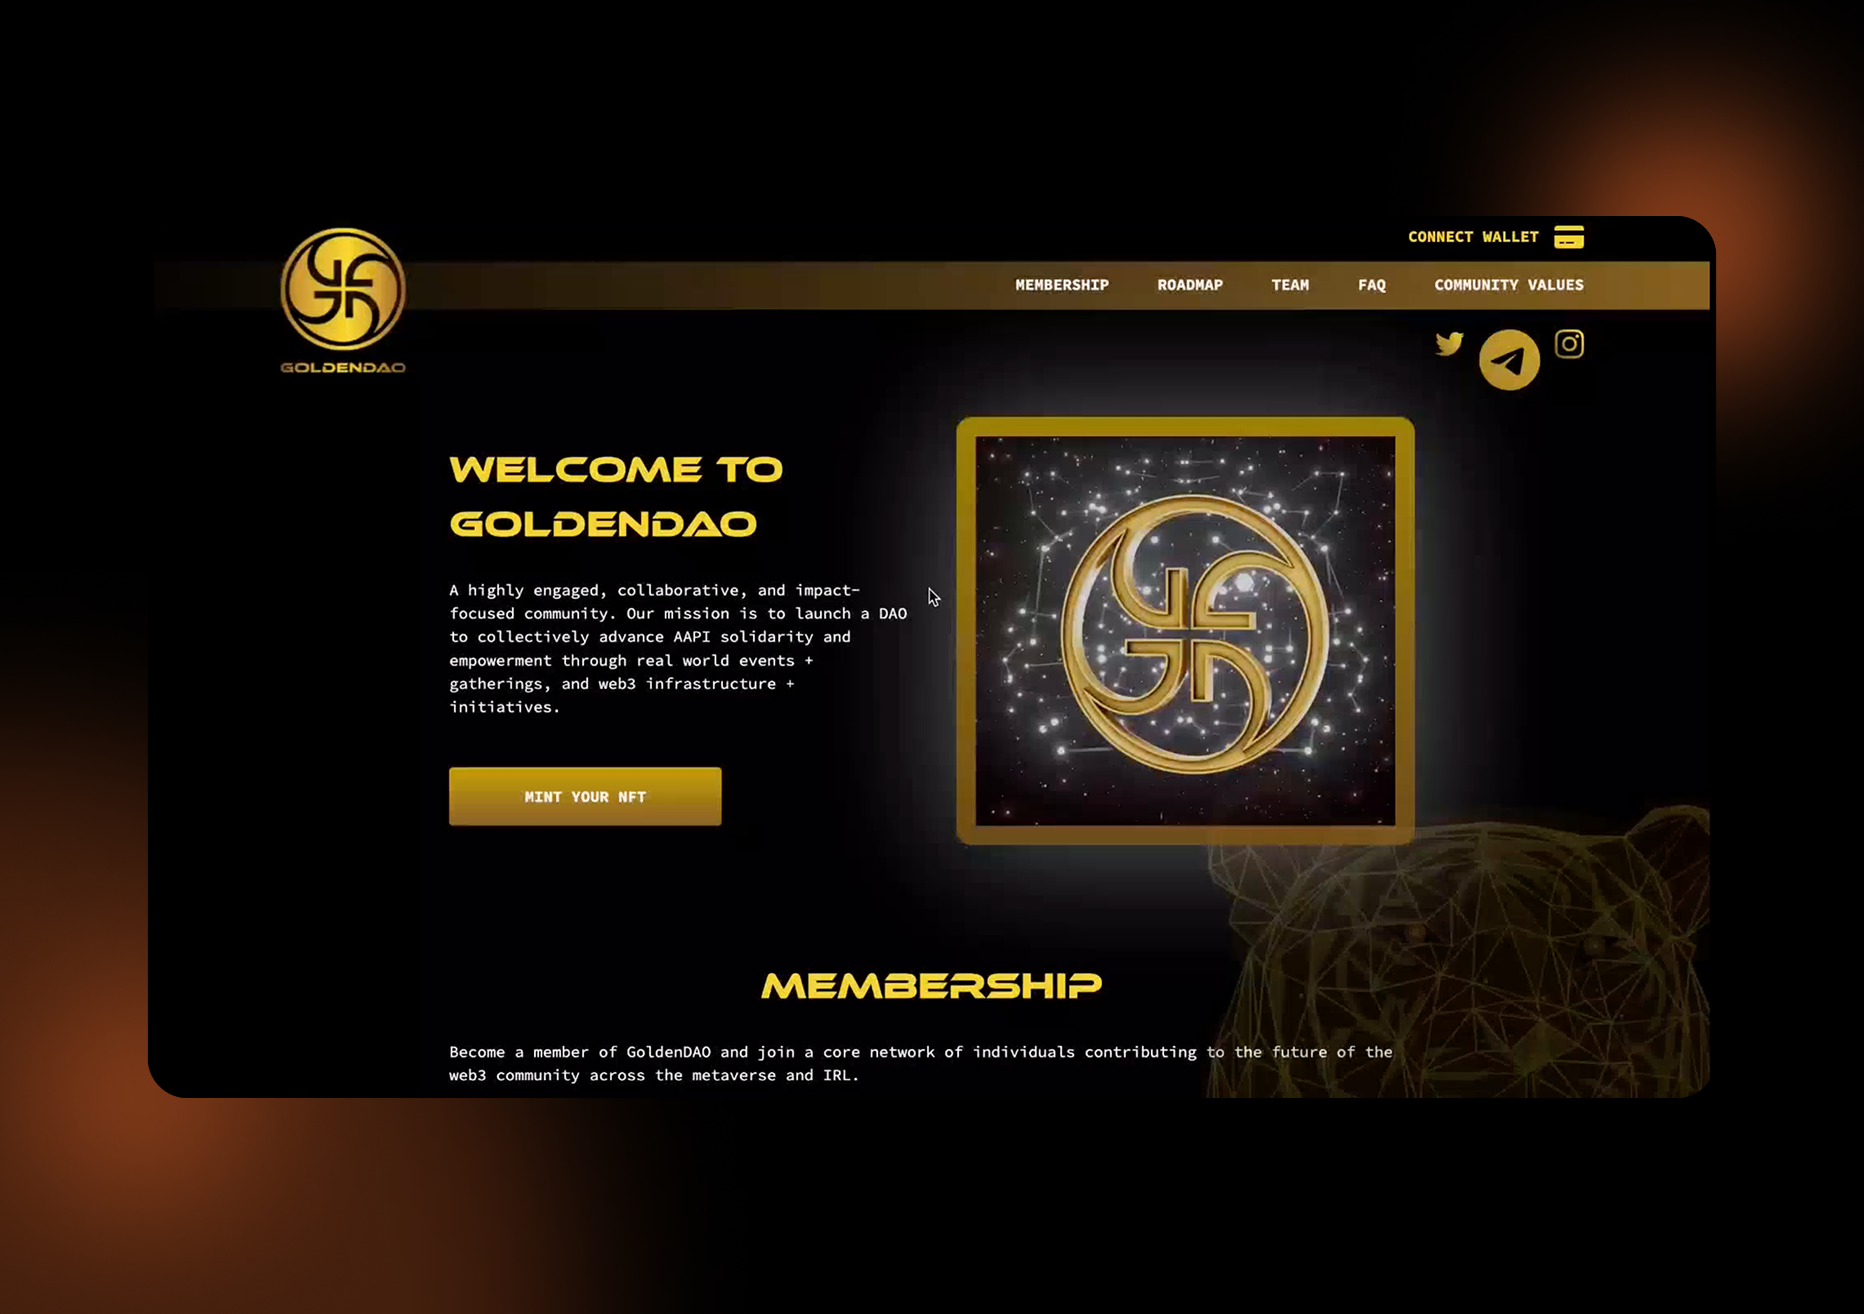 CONNECT WALLET
MEMBERSHIP ROADMAP TEAM FAQ COMMUNITY VALUES
GOLDENDAO
WELCOME TO
GOLDENDAO
A highly engaged, collaborative, and impact-
focused community. Our mission is to launch a DAO
to collectively advance AAPI solidarity and
empowerment through real world events +
gatherings, and web3 infrastructure +
initiatives.
MINT YOUR NFT
MEMBERSHIP
Become a member of GoldenDAO and join a core network of individuals contributing to the future of the
web3 community across the metaverse and IRL.